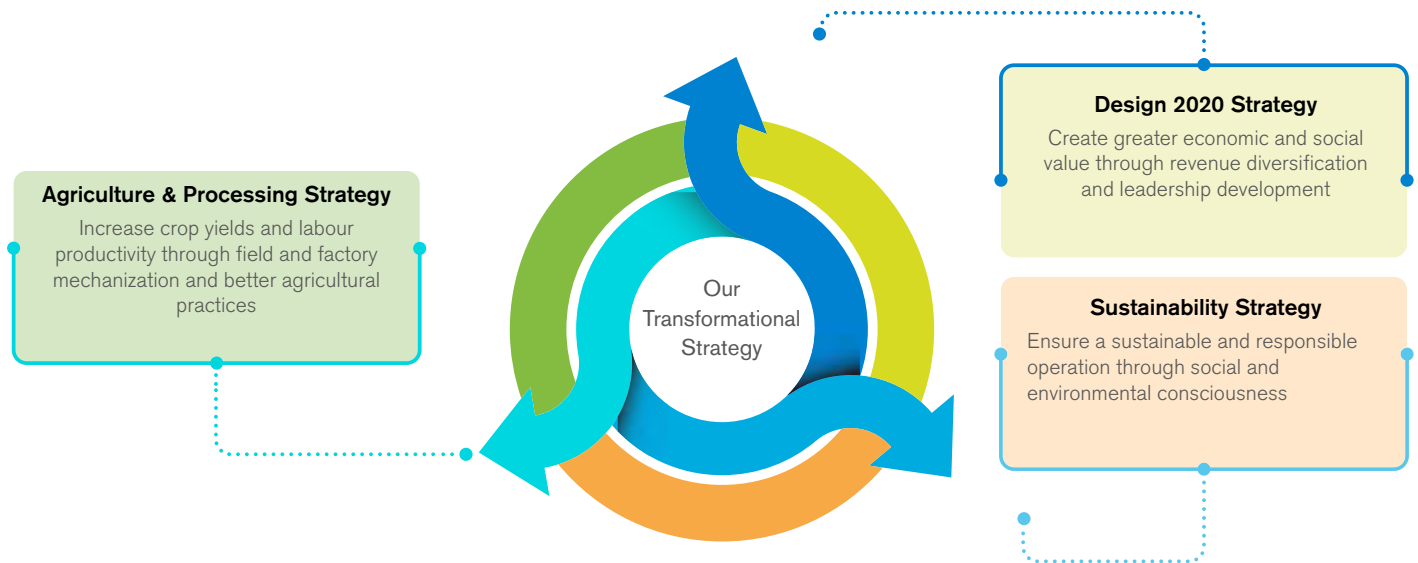 Agriculture & Processing Strategy
Increase crop yields and labour
productivity through field and factory
mechanization and better agricultural
practices
Our
Transformational
Strategy
Design 2020 Strategy
Create greater economic and social
value through revenue diversification
and leadership development
Sustainability Strategy
Ensure a sustainable and responsible
operation through social and
environmental consciousness